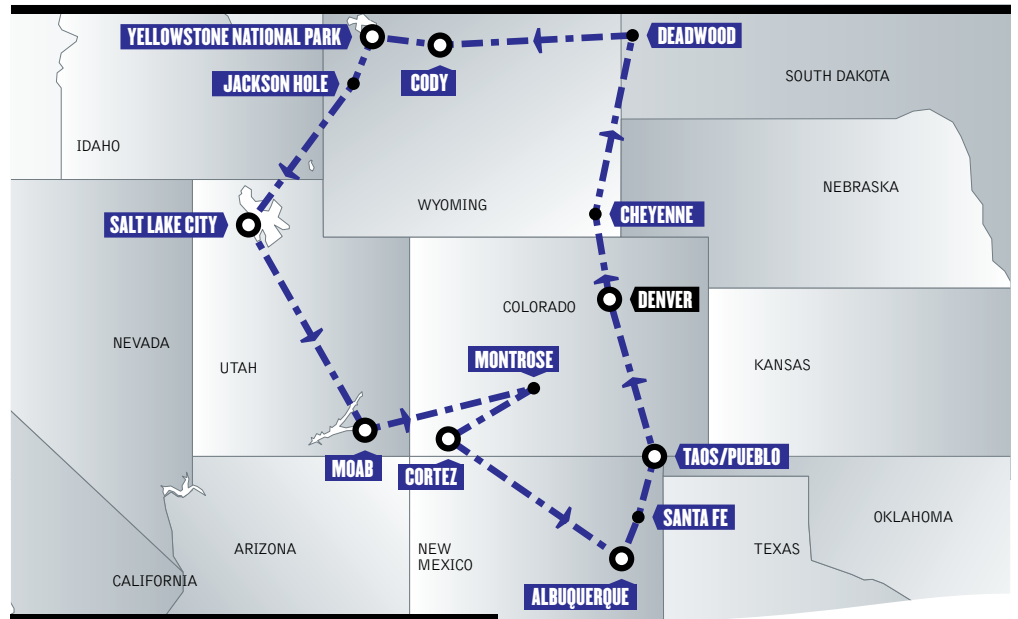 YELLOWSTONE NATIONAL PARK
DEADWOOD
JACKSON HOLE
CODY
SOUTH DAKOTA
IDAHO
NEBRASKA
WYOMING
SALT LAKE CITY
CHEYENNE
COLORADO
DENVER
NEVADA
UTAH
MONTROSE
KANSAS
MOAB
CORTEZ
TAOS/PUEBLO
SANTA FE
OKLAHOMA
ARIZONA
NEW
MEXICO
TEXAS
CALIFORNIA
ALBUQUERQUE